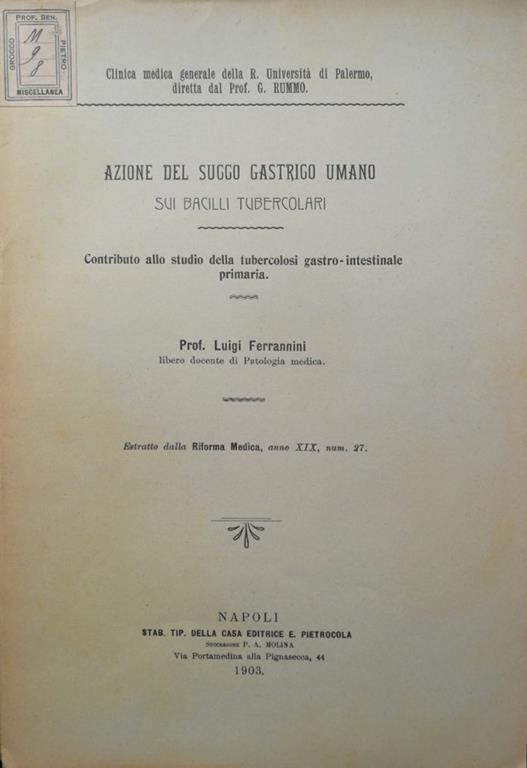 PROF. SEN.
GROCCO
PIETRO
M
98
MISCELLANEA
Clinica medica generale della R. Università di Palermo,
diretta dal Prof. G. RUMMO.
AZIONE DEL SUCCO GASTRICO UMANO
SUI BACILLI TUBERCOLARI
Contributo allo studio della tubercolosi gastro-intestinale
primaria.
Prof. Luigi Ferrannini
libero docente di Patologia medica.
Estratto dalla Riforma Medica, anno XIX, num. 27.
NAPOLI
STAB. TIP. DELLA CASA EDITRICE E. PIETROCOLA
SUCCESSORE P. A. MOLINA
Via Portamedina alla Pignasecca, 44
1903.